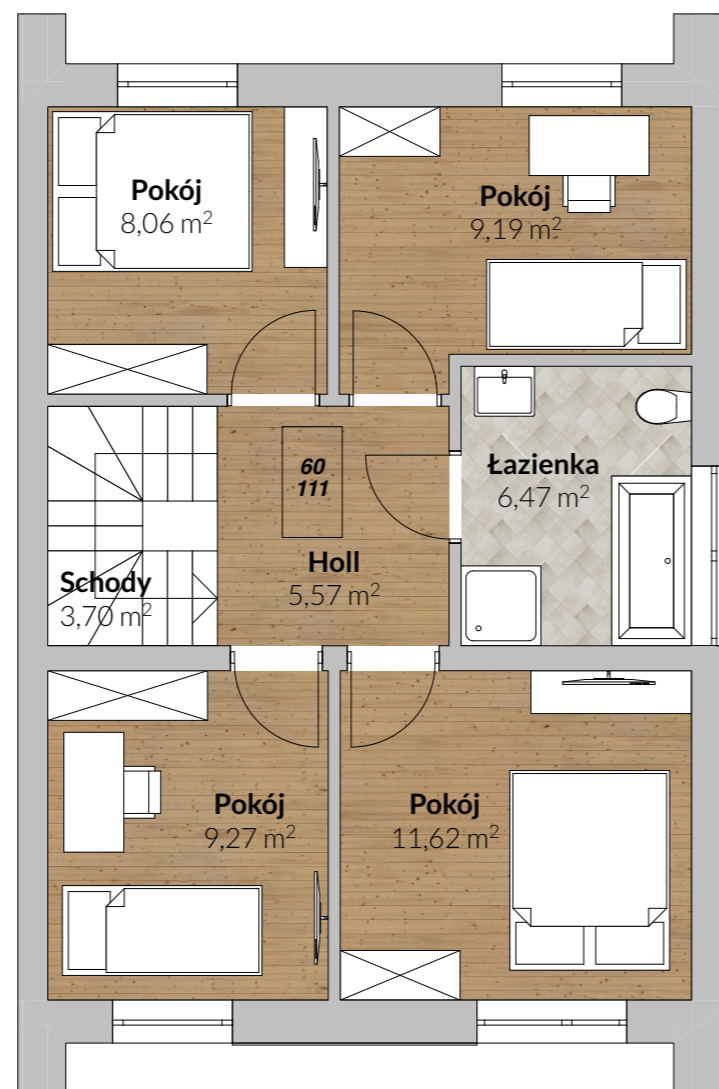 Pokój
8,06 m²
Pokój
9,19 m²
60
111
Łazienka
6,47 m²
Holl
5,57 m²
Schody
3,70 m²
Pokój
9,27 m²
Pokój
11,62 m²